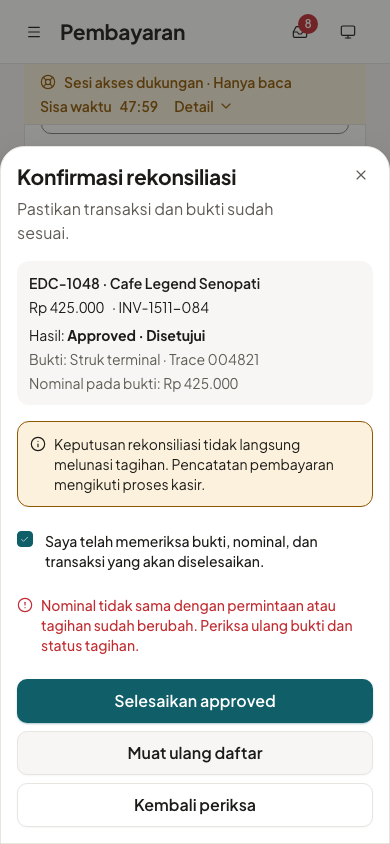 Pembayaran
8
Sesi akses dukungan · Hanya baca
Sisa waktu 47:59 Detail
Konfirmasi rekonsiliasi
Pastikan transaksi dan bukti sudah
sesuai.
EDC-1048 · Cafe Legend Senopati
Rp 425.000 · INV-1511-084
Hasil: Approved · Disetujui
Bukti: Struk terminal · Trace 004821
Nominal pada bukti: Rp 425.000
Keputusan rekonsiliasi tidak langsung
melunasi tagihan. Pencatatan pembayaran
mengikuti proses kasir.
Saya telah memeriksa bukti, nominal, dan
transaksi yang akan diselesaikan.
Nominal tidak sama dengan permintaan atau
tagihan sudah berubah. Periksa ulang bukti dan
status tagihan.
Selesaikan approved
Muat ulang daftar
Kembali periksa